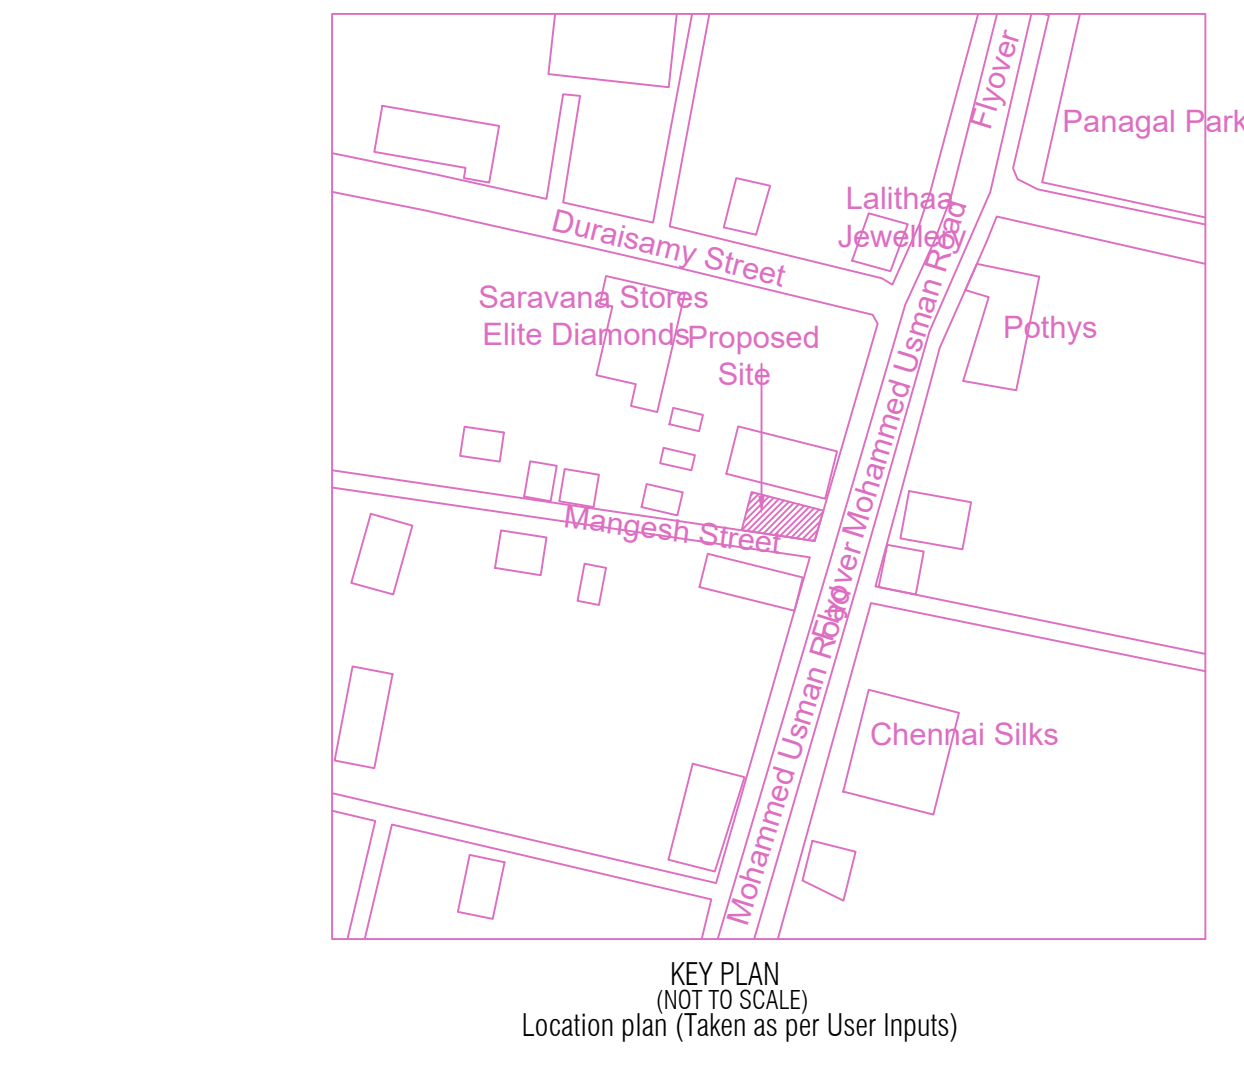 Flyover
Panagal Park
Lalithaa
Jewellery
Duraisamy Street
Mohammed Usman Road
Saravana Stores
Elite Diamonds
Proposed
Site
Pothys
Mangesh Street
Flyover
Mohammed Usman Road
Chennai Silks
KEY PLAN
(NOT TO SCALE)
Location plan (Taken as per User Inputs)